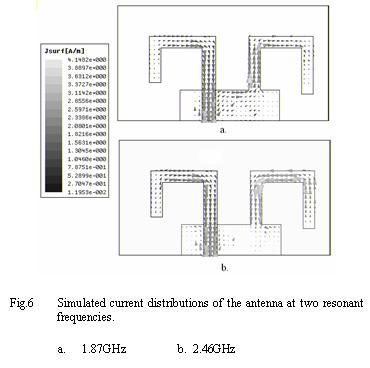 Jsurf[A/m]
4.1482e+000
3.8897e+000
3.6312e+000
3.3727e+000
3.1142e+000
2.8556e+000
2.5971e+000
2.3386e+000
2.0801e+000
1.8216e+000
1.5631e+000
1.3045e+000
1.0460e+000
7.8751e-001
5.2899e-001
2.7047e-001
1.1953e-002
a.
b.
Fig.6 Simulated current distributions of the antenna at two resonant
frequencies.
a. 1.87GHz b. 2.46GHz